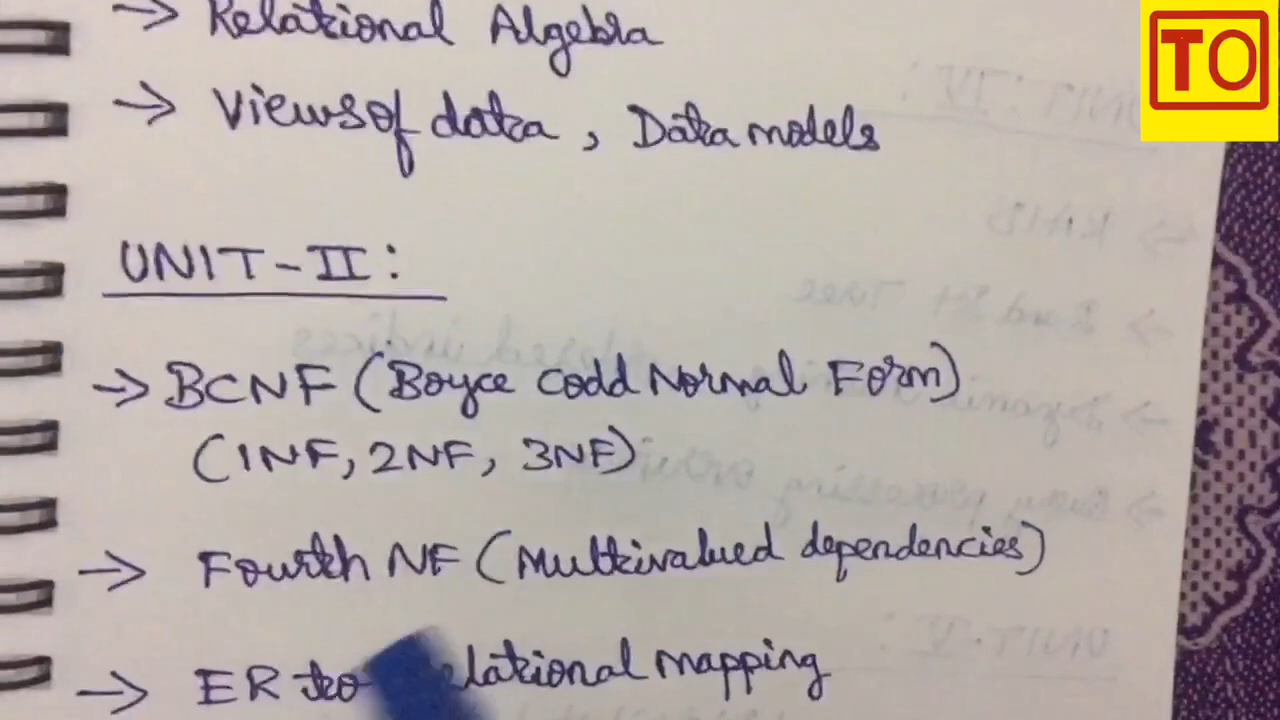 → Relational Algebra
→ Views of data, Data models
TO
UNIT-II:
→ BCNF (Boyce Codd Normal Form)
(1NF, 2NF, 3NF)
→ Fourth NF (Multivalued dependencies)
→ ER to mapping